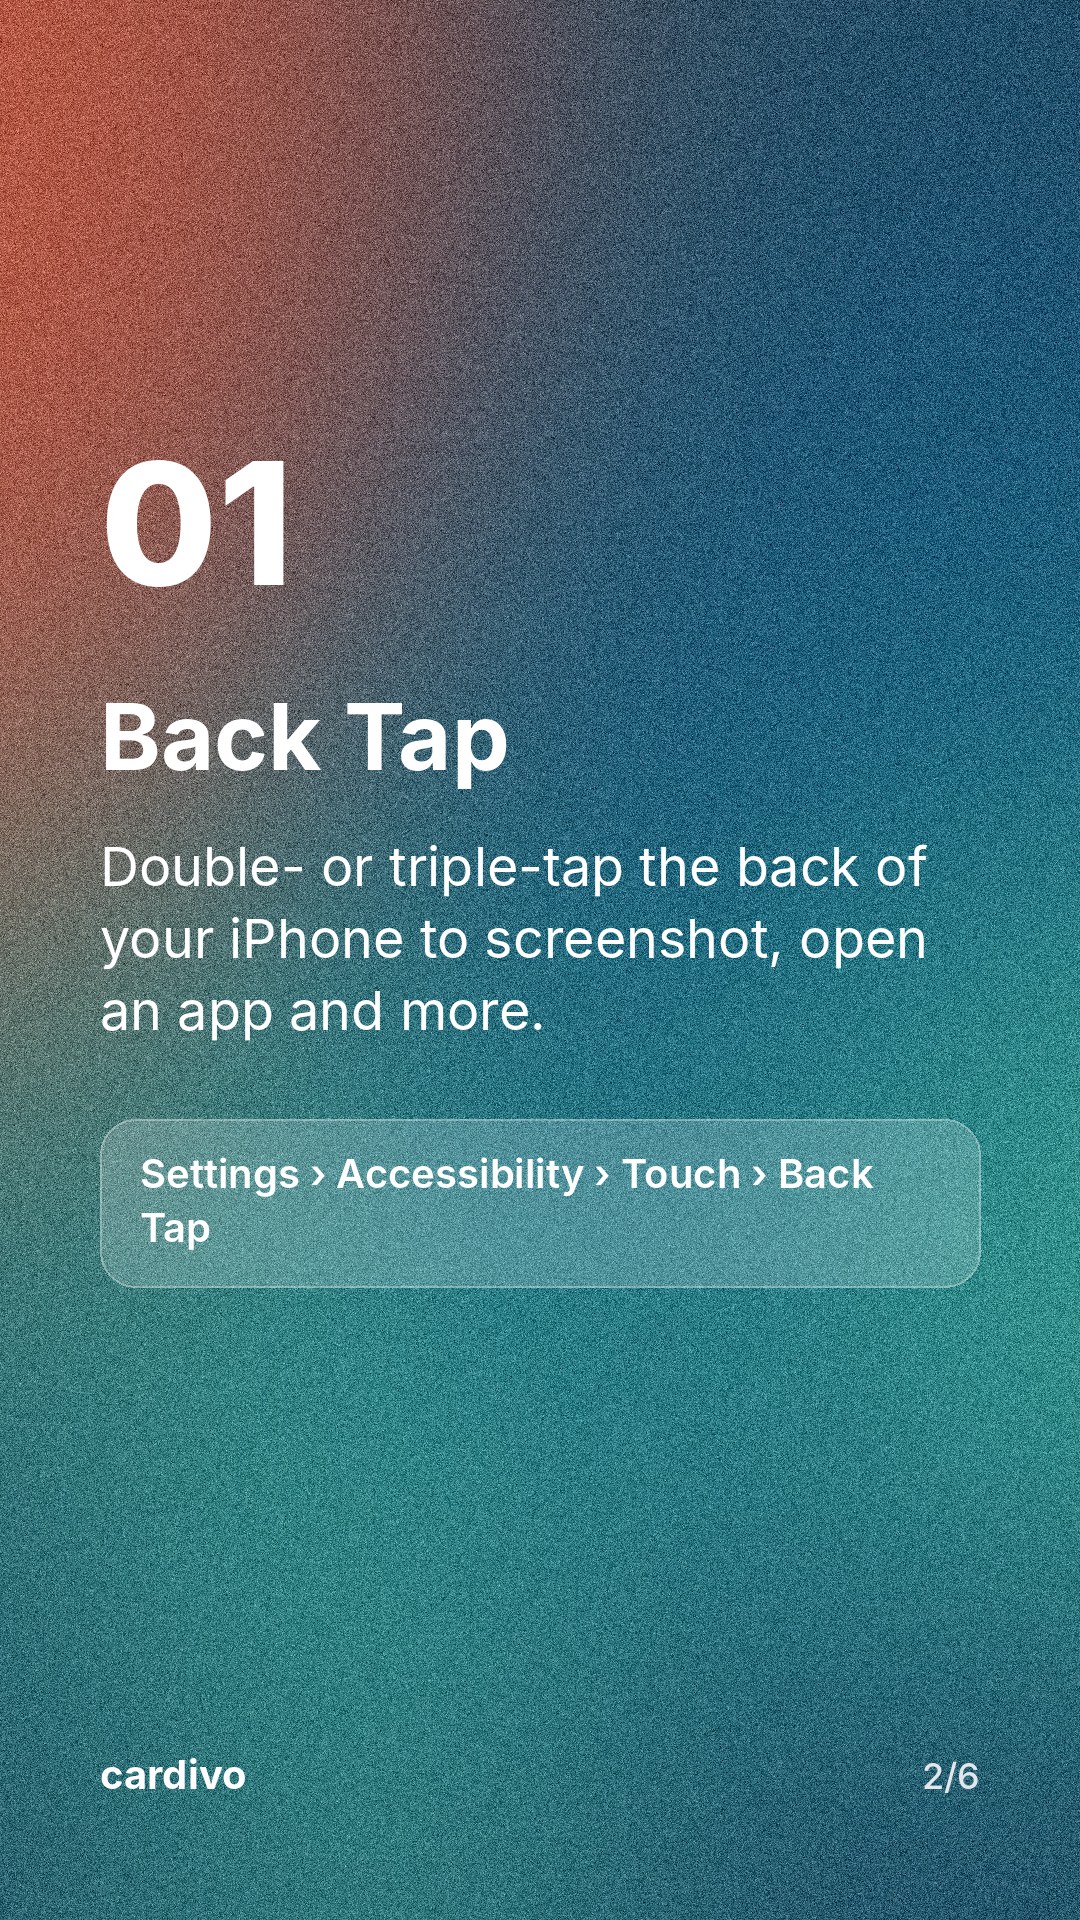 01
Back Tap
Double- or triple-tap the back of
your iPhone to screenshot, open
an app and more.
Settings › Accessibility › Touch › Back
Tap
cardivo
2/6